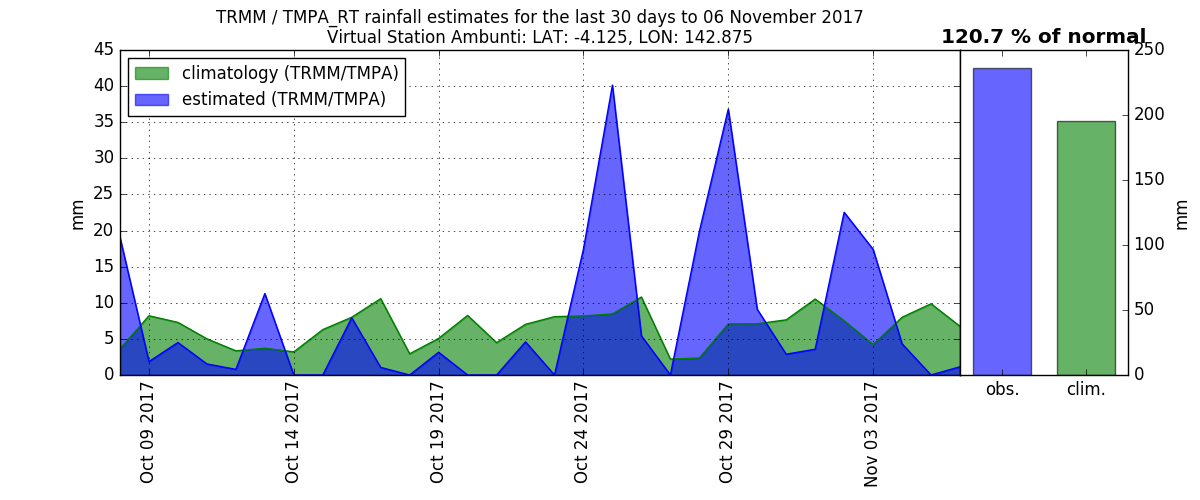 TRMM / TMPA_RT rainfall estimates for the last 30 days to 06 November 2017
Virtual Station Ambunti: LAT: -4.125, LON: 142.875
120.7 % of normal
climatology (TRMM/TMPA)
estimated (TRMM/TMPA)
45
40
35
30
25
20
15
10
5
0
mm
Oct 09 2017
Oct 14 2017
Oct 19 2017
Oct 24 2017
Oct 29 2017
Nov 03 2017
250
200
150
100
50
0
mm
obs.
clim.